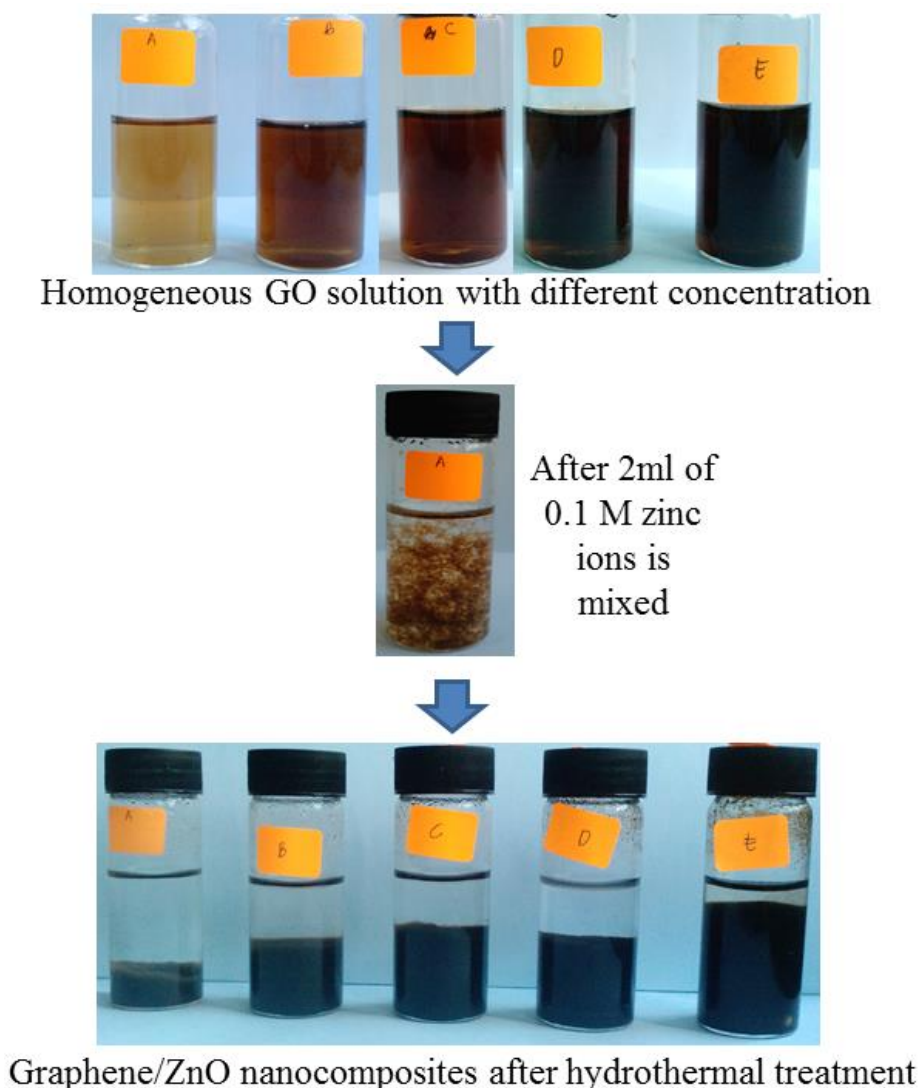 A
B
C
D
E
Homogeneous GO solution with different concentration
A
After 2ml of
0.1 M zinc
ions is
mixed
A
B
C
D
E
Graphene/ZnO nanocomposites after hydrothermal treatment